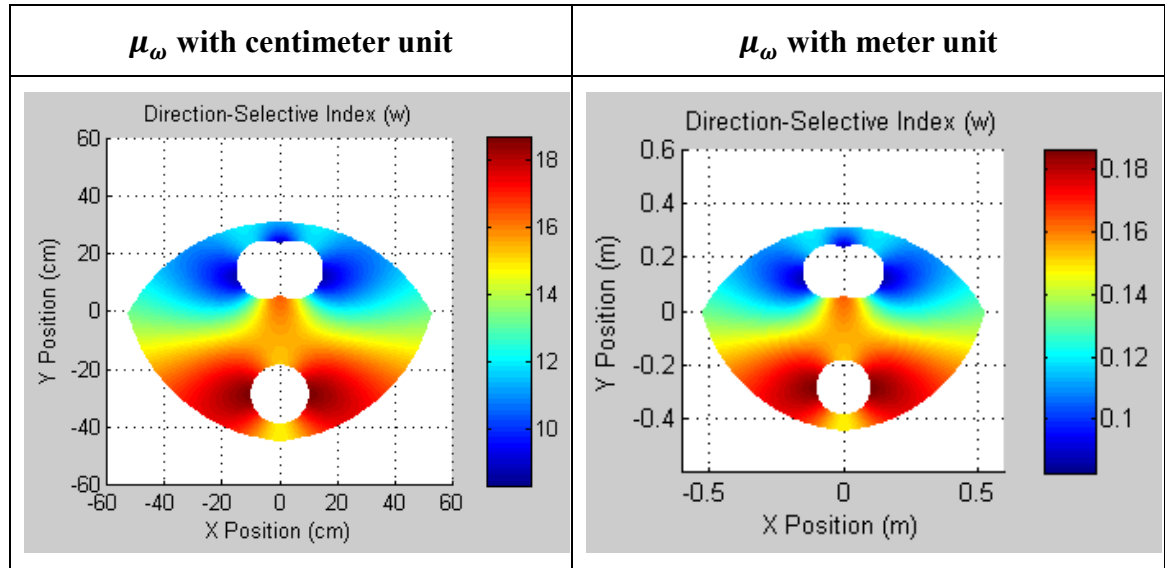 μω with centimeter unit
μω with meter unit
Direction-Selective Index (w)
60
40
20
0
-20
-40
-60
-60 -40 -20 0 20 40 60
Y Position (cm)
X Position (cm)
18
16
14
12
10
Direction-Selective Index (w)
0.6
0.4
0.2
0
-0.2
-0.4
-0.5 0 0.5
Y Position (m)
X Position (m)
0.18
0.16
0.14
0.12
0.1